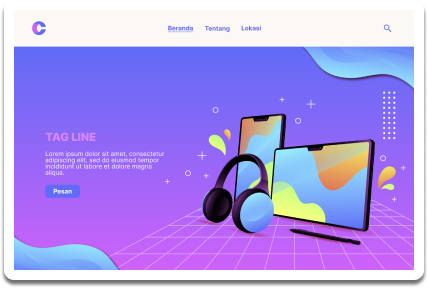 Beranda Tentang Lokasi
TAG LINE
Lorem ipsum dolor sit amet, consectetur
adipiscing elit, sed do eiusmod tempor
incididunt ut labore et dolore magna
aliqua.
Pesan